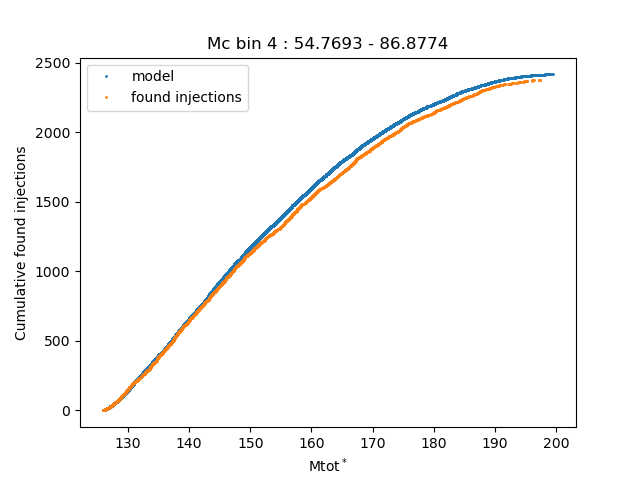 Mc bin 4 : 54.7693 - 86.8774
model
found injections
Cumulative found injections
2500
2000
1500
1000
500
0
130 140 150 160 170 180 190 200
Mtot*